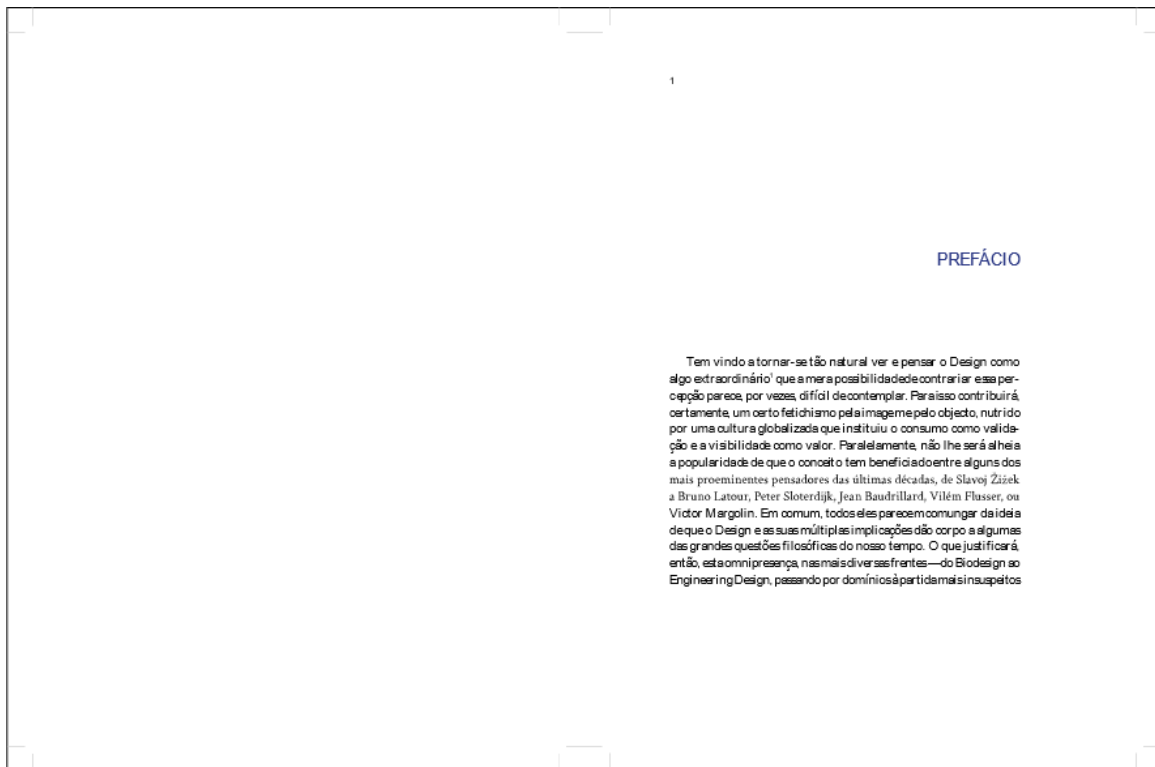 1
PREFÁCIO
Tem vindo a tornar-se tão natural ver e pensar o Design como
algo extraordinário¹ que a mera possibilidade de contrariar essa per-
cepção parece, por vezes, difícil de contemplar. Para isso contribuirá,
certamente, um certo fetichismo pela imagem e pelo objecto, nutrido
por uma cultura globalizada que instituiu o consumo como valida-
ção e a visibilidade como valor. Paralelamente, não lhe será alheia
a popularidade de que o conceito tem beneficiado entre alguns dos
mais proeminentes pensadores das últimas décadas, de Slavoj Žižek
a Bruno Latour, Peter Sloterdijk, Jean Baudrillard, Vilém Flusser, ou
Victor Margolin. Em comum, todos eles parecem comungar da ideia
de que o Design e as suas múltiplas implicações dão corpo a algumas
das grandes questões filosóficas do nosso tempo. O que justificará,
então, esta omnipresença, nas mais diversas frentes—do Biodesign ao
Engineering Design, passando por domínios à partida mais insuspeitos